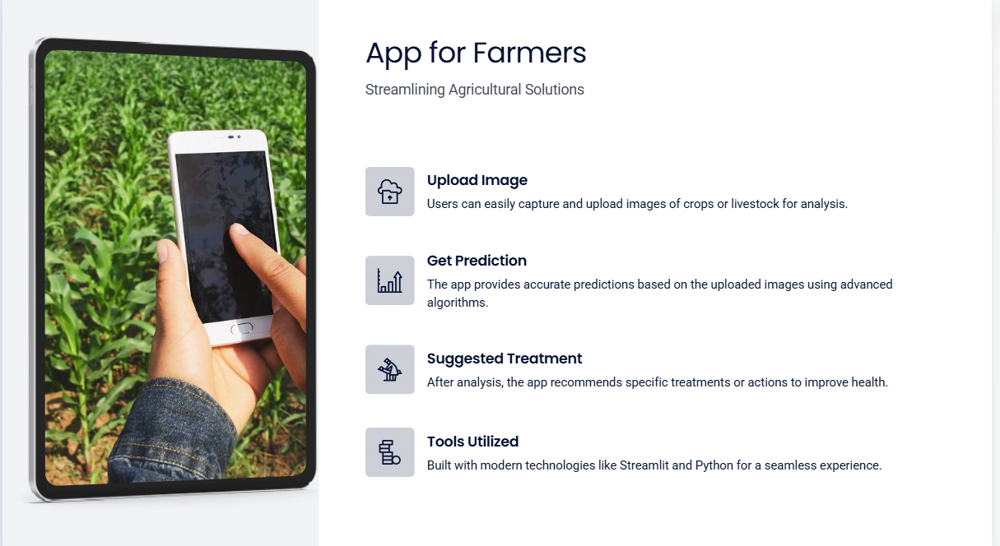 App for Farmers
Streamlining Agricultural Solutions
Upload Image
Users can easily capture and upload images of crops or livestock for analysis.
Get Prediction
The app provides accurate predictions based on the uploaded images using advanced
algorithms.
Suggested Treatment
After analysis, the app recommends specific treatments or actions to improve health.
Tools Utilized
Built with modern technologies like Streamlit and Python for a seamless experience.